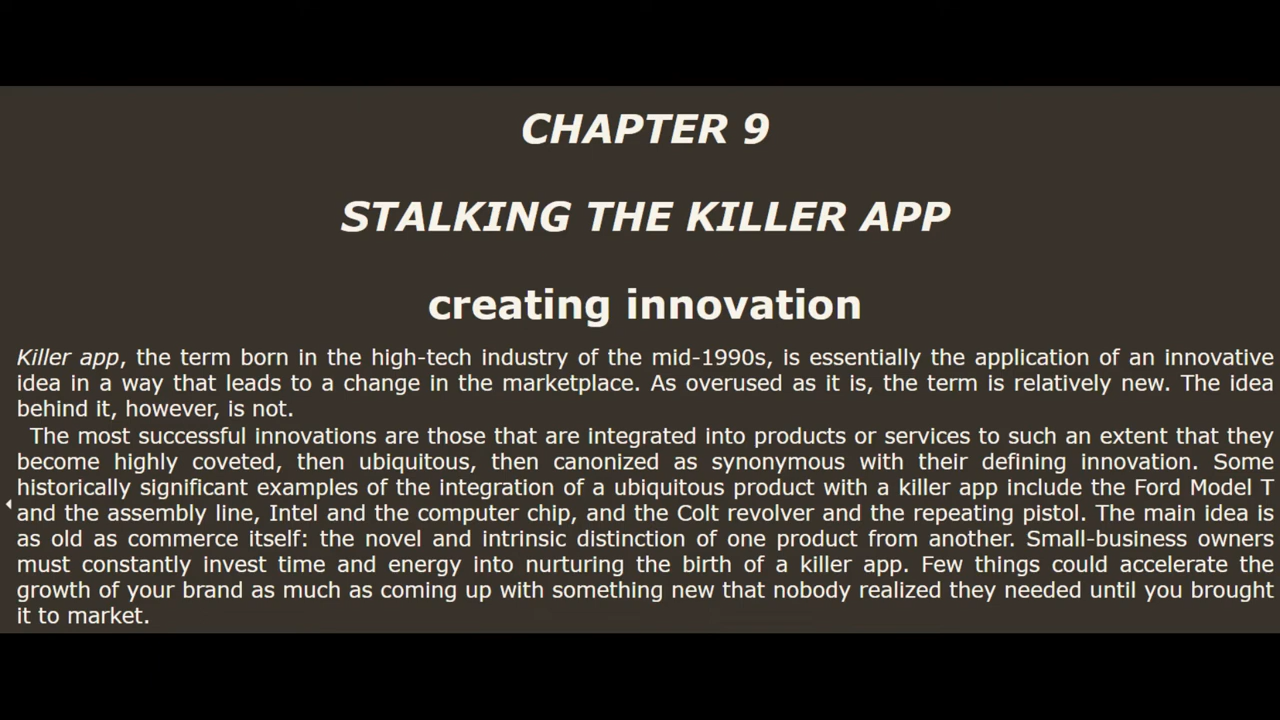 CHAPTER 9
STALKING THE KILLER APP
creating innovation
Killer app, the term born in the high-tech industry of the mid-1990s, is essentially the application of an innovative
idea in a way that leads to a change in the marketplace. As overused as it is, the term is relatively new. The idea
behind it, however, is not.
The most successful innovations are those that are integrated into products or services to such an extent that they
become highly coveted, then ubiquitous, then canonized as synonymous with their defining innovation. Some
historically significant examples of the integration of a ubiquitous product with a killer app include the Ford Model T
and the assembly line, Intel and the computer chip, and the Colt revolver and the repeating pistol. The main idea is
as old as commerce itself: the novel and intrinsic distinction of one product from another. Small-business owners
must constantly invest time and energy into nurturing the birth of a killer app. Few things could accelerate the
growth of your brand as much as coming up with something new that nobody realized they needed until you brought
it to market.